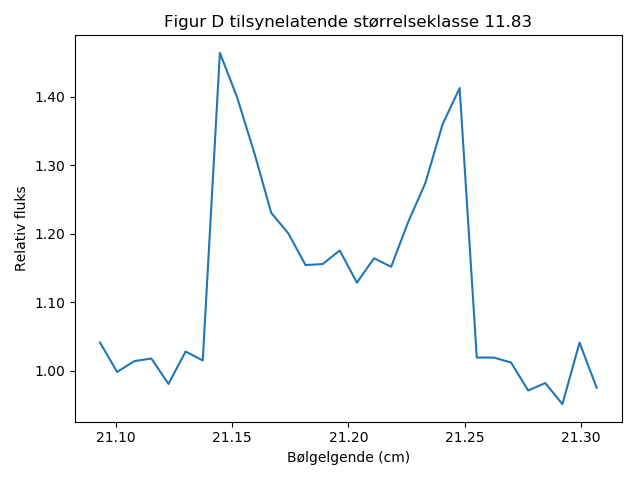 Figur D tilsynelatende størrelseklasse 11.83
1.40
1.30
1.20
1.10
1.00
Relativ fluks
21.10 21.15 21.20 21.25 21.30
Bølgelgende (cm)